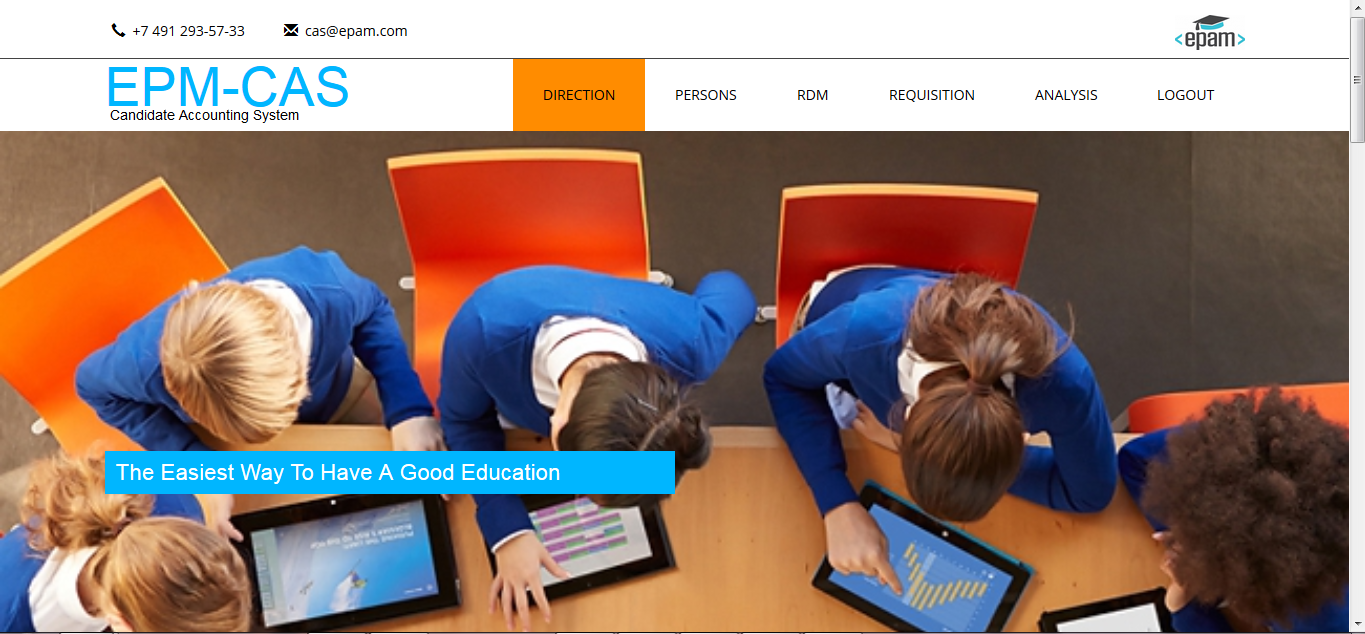 +7 491 293-57-33 cas@epam.com
<epam>
EPM-CAS
Candidate Accounting System
DIRECTION PERSONS RDM REQUISITION ANALYSIS LOGOUT
The Easiest Way To Have A Good Education